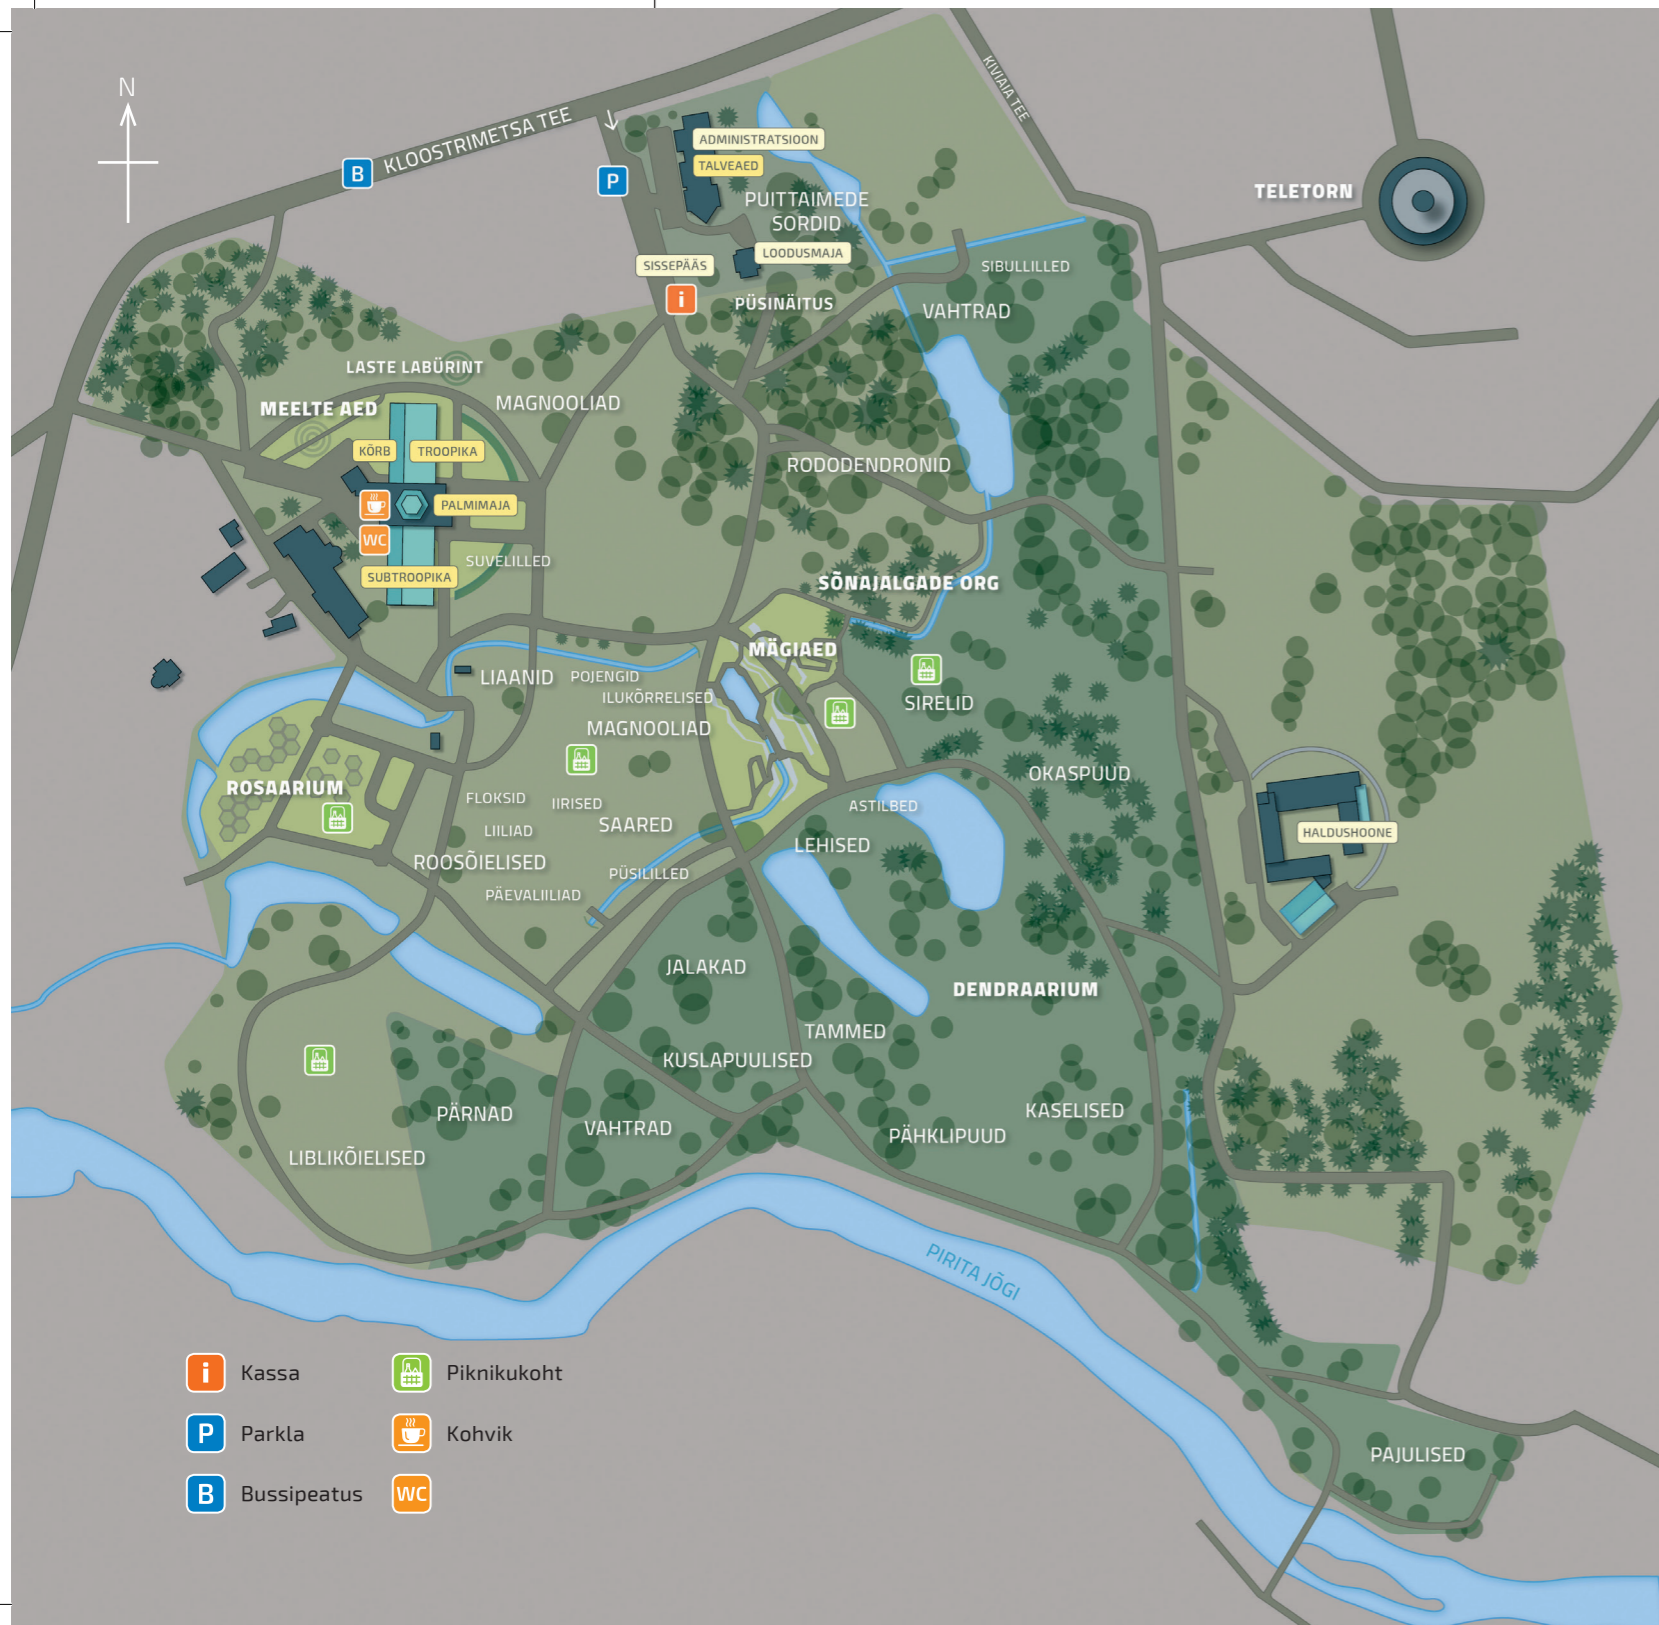 N
KIVIAIA TEE
KLOOSTRIMETSA TEE
B
P
ADMINISTRATSIOON
TALVEAED
PUITTAIMEDE
SORDID
TELETORN
LOODUSMAJA
SISSEPÄÄS
i
PÜSINÄITUS
SIBULLILLED
VAHTRAD
LASTE LABÜRINT
MEELTE AED
MAGNOOLIAD
KÕRB
TROOPIKA
RODODENDRONID
PALMIMAJA
WC
SUVELILLED
SUBTROOPIKA
SÕNAJALGADE ORG
MÄGIAED
LIAANID
POJENGID
ILUKÕRRELISED
MAGNOOLIAD
SIRELID
OKASPUUD
ROSAARIUM
FLOKSID
IIRISED
ASTILBED
LIILIAD
SAARED
LEHISED
HALDUSHOONE
ROOSÕIELISED
PÜSILILLED
PÄEVALIILIAD
JALAKAD
DENDRAARIUM
TAMMED
KUSLAPUULISED
PÄRNAD
VAHTRAD
KASELISED
PÄHKLIPUUD
LIBLIKÕIELISED
PIRITA JÕGI
i Kassa
Piknikukoht
P Parkla
Kohvik
B Bussipeatus
WC
PAJULISED